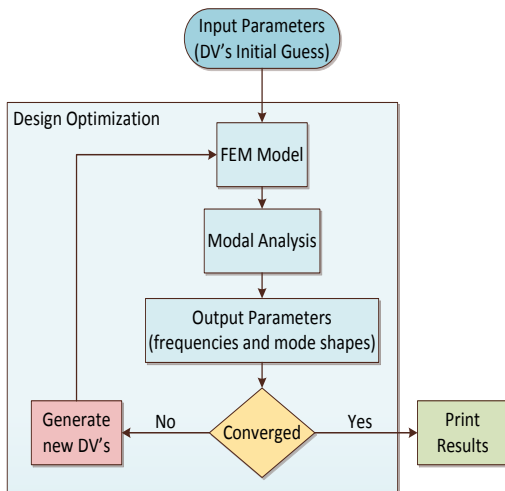 Input Parameters
(DV's Initial Guess)
Design Optimization
FEM Model
Modal Analysis
Output Parameters
(frequencies and mode shapes)
Generate
new DV's
No
Converged
Yes
Print
Results